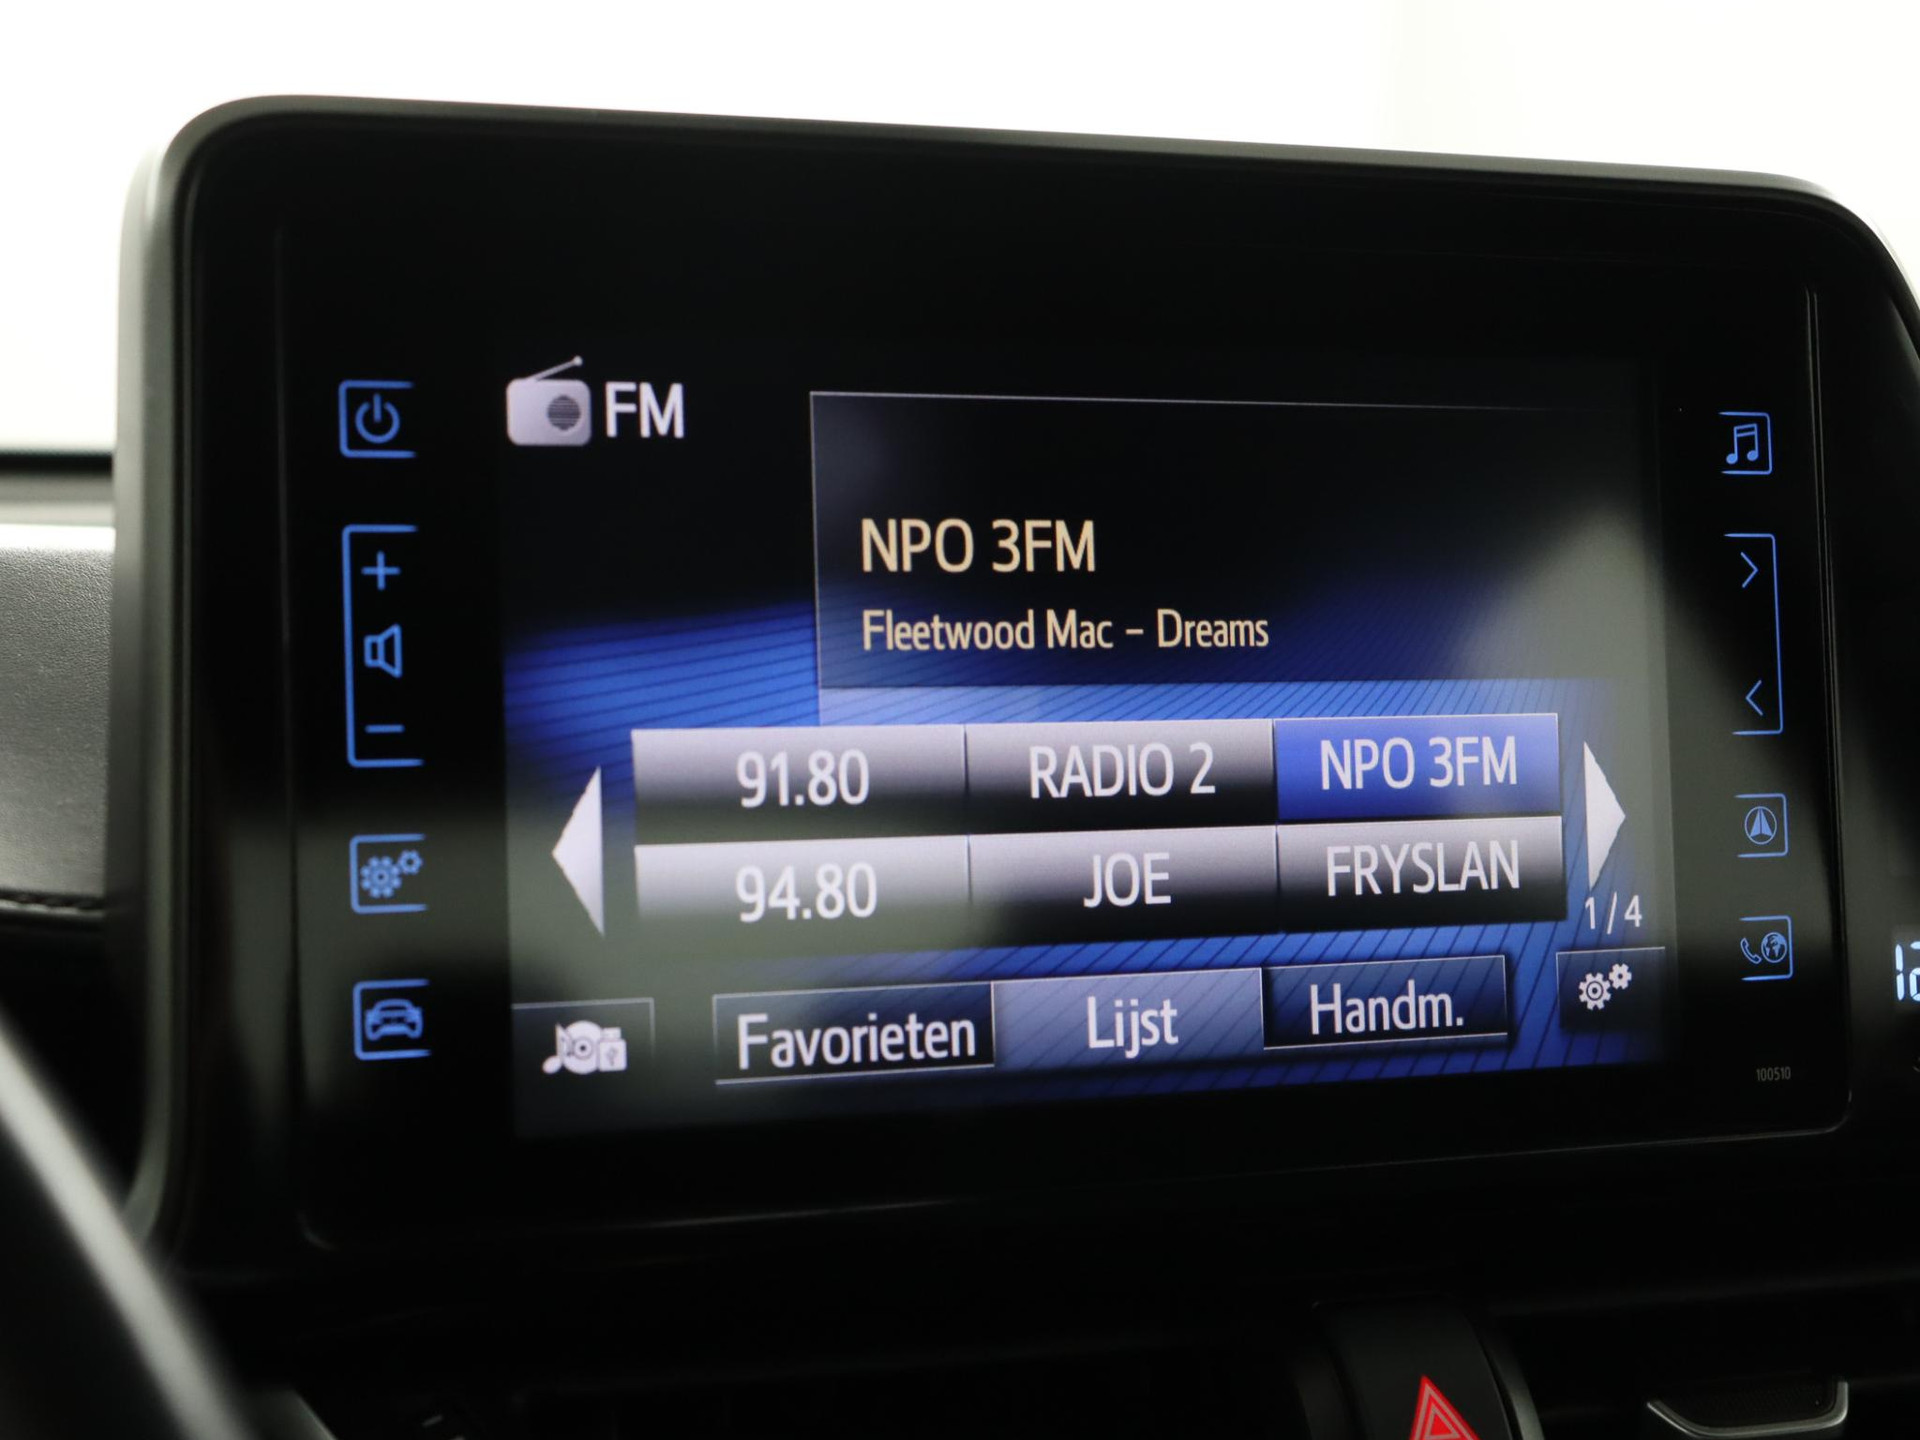 FM
NPO 3FM
Fleetwood Mac – Dreams
91.80 RADIO 2 NPO 3FM
94.80 JOE FRYSLAN
1 / 4
Favorieten Lijst Handm.
100510